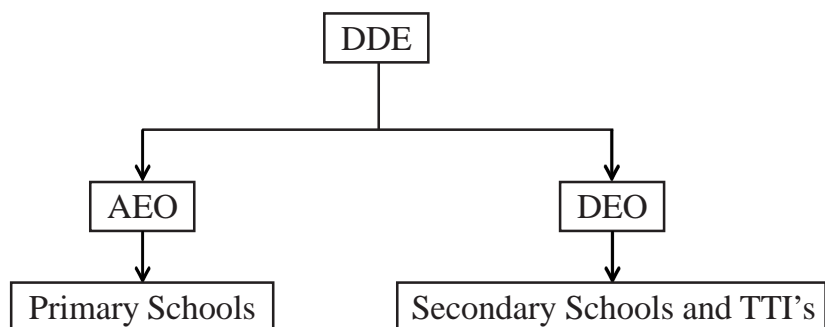 DDE
AEO
DEO
Primary Schools
Secondary Schools and TTI's